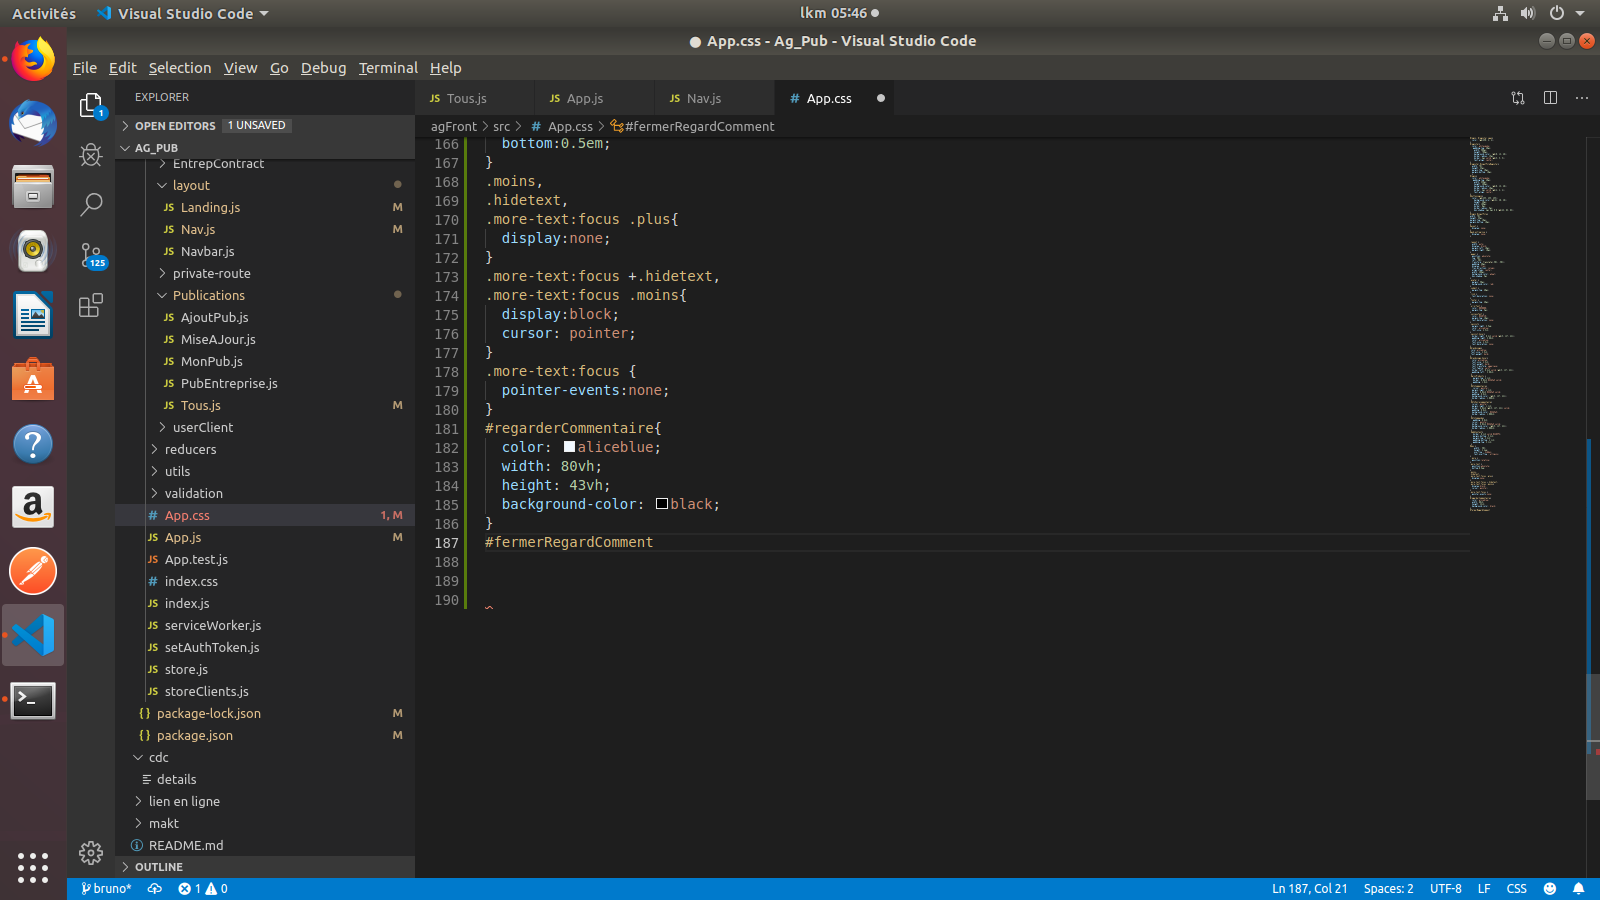 Activités Visual Studio Code lkm 05:46
App.css - Ag_Pub - Visual Studio Code
File Edit Selection View Go Debug Terminal Help
EXPLORER
Tous.js App.js Nav.js App.css
OPEN EDITORS 1 UNSAVED
agFront src App.css #fermerRegardComment
AG_PUB
EntrepContract
layout
Landing.js M
Nav.js M
Navbar.js
private-route
Publications
AjoutPub.js
MiseAJour.js
MonPub.js
PubEntreprise.js
Tous.js M
userClient
reducers
utils
validation
App.css 1, M
App.js M
App.test.js
index.css
index.js
serviceWorker.js
setAuthToken.js
store.js
storeClients.js
package-lock.json M
package.json M
cdc
details
lien en ligne
makt
README.md
OUTLINE
1
125
166 bottom:0.5em;
167 }
168 .moins,
169 .hidetext,
170 .more-text:focus .plus{
171 display:none;
172 }
173 .more-text:focus +.hidetext,
174 .more-text:focus .moins{
175 display:block;
176 cursor: pointer;
177 }
178 .more-text:focus {
179 pointer-events:none;
180 }
181 #regarderCommentaire{
182 color: aliceblue;
183 width: 80vh;
184 height: 43vh;
185 background-color: black;
186 }
187 #fermerRegardComment
188
189
190
bruno* 1 0 Ln 187, Col 21 Spaces: 2 UTF-8 LF CSS